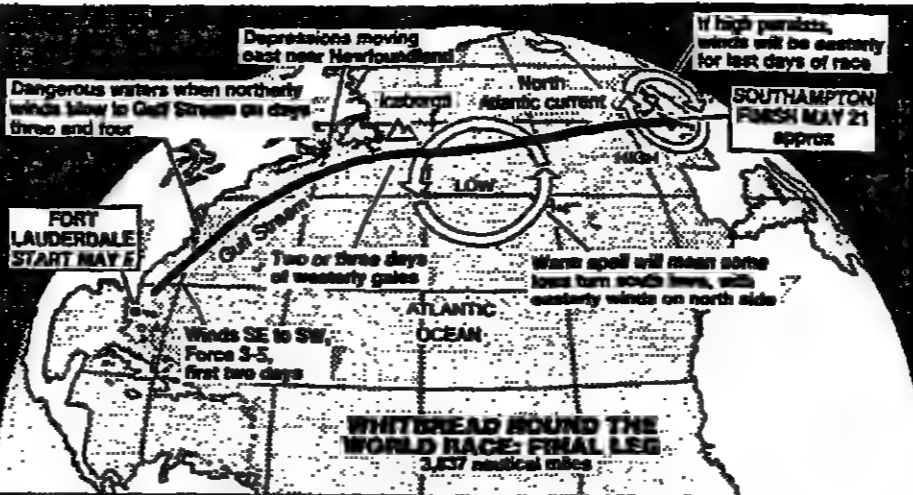 Depressions moving
east near Newfoundland
If high persists,
winds will be easterly
for last days of race
Dangerous waters when northerly
winds blow to Gulf Stream on days
three and four
Icebergs
North
Atlantic current
SOUTHAMPTON
FINISH MAY 21
approx
HIGH
LOW
FORT
LAUDERDALE
START MAY 5
Gulf Stream
Two or three days
of westerly gales
Warm spell will mean some
lows turn south, with
easterly winds on north side
ATLANTIC
OCEAN
Winds SE to SW,
Force 3-5,
first two days
WHITBREAD ROUND THE
WORLD RACE: FINAL LEG
3,837 nautical miles